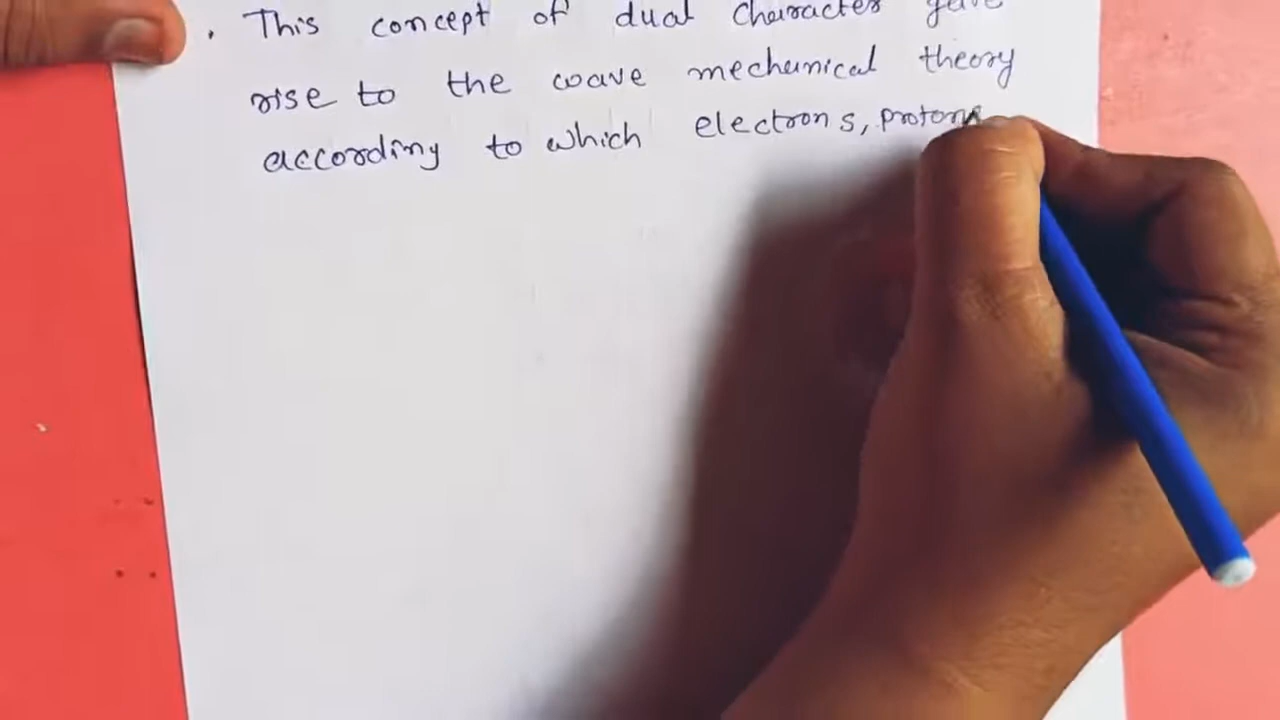 . This concept of dual character gave
rise to the wave mechanical theory
according to which electrons, protons